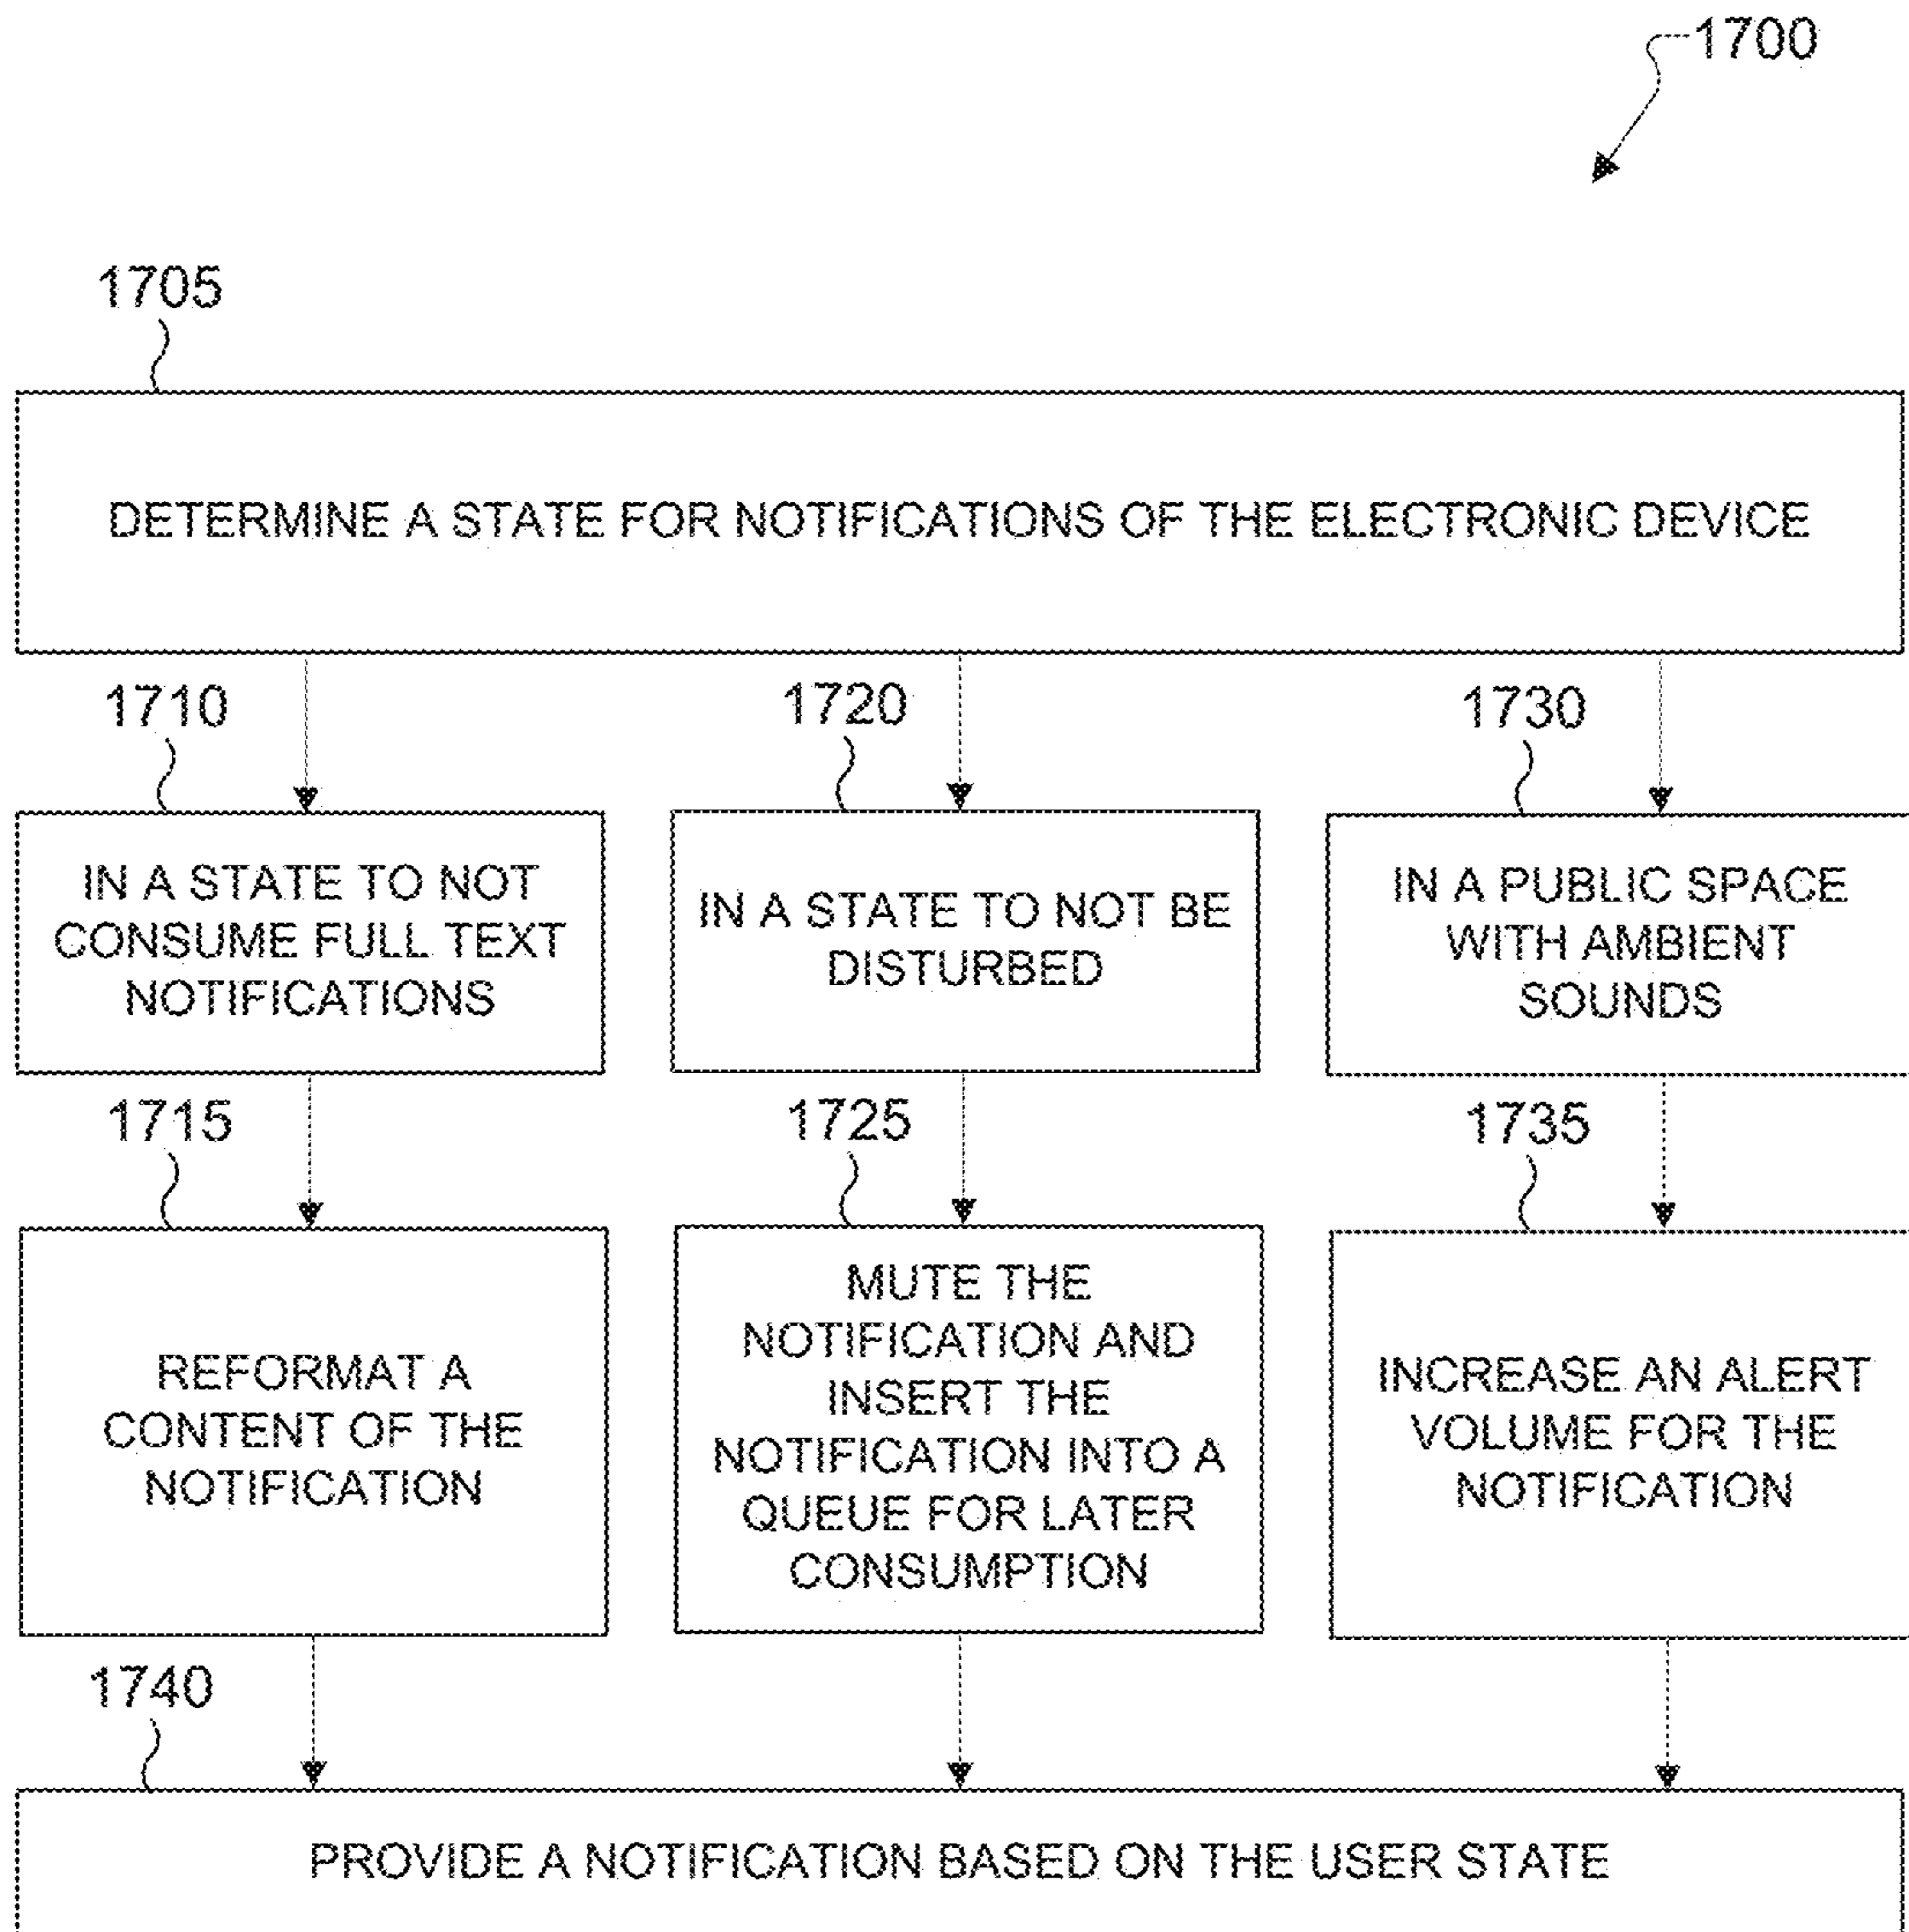 1700
1705
DETERMINE A STATE FOR NOTIFICATIONS OF THE ELECTRONIC DEVICE
1710
IN A STATE TO NOT
CONSUME FULL TEXT
NOTIFICATIONS
1720
IN A STATE TO NOT BE
DISTURBED
1730
IN A PUBLIC SPACE
WITH AMBIENT
SOUNDS
1715
REFORMAT A
CONTENT OF THE
NOTIFICATION
1725
MUTE THE
NOTIFICATION AND
INSERT THE
NOTIFICATION INTO A
QUEUE FOR LATER
CONSUMPTION
1735
INCREASE AN ALERT
VOLUME FOR THE
NOTIFICATION
1740
PROVIDE A NOTIFICATION BASED ON THE USER STATE